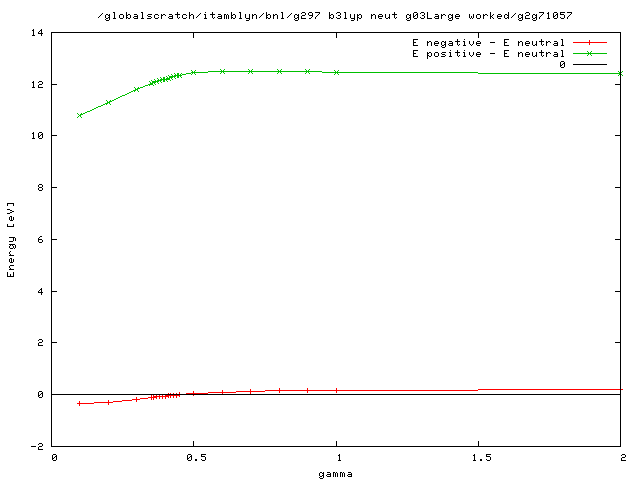 /globalscratch/itamblyn/bnl/g297 b3lyp neut g03Large worked/g2g71057
E negative - E neutral
E positive - E neutral
0
14
12
10
8
6
4
2
0
-2
Energy [eV]
0 0.5 1 1.5 2
gamma